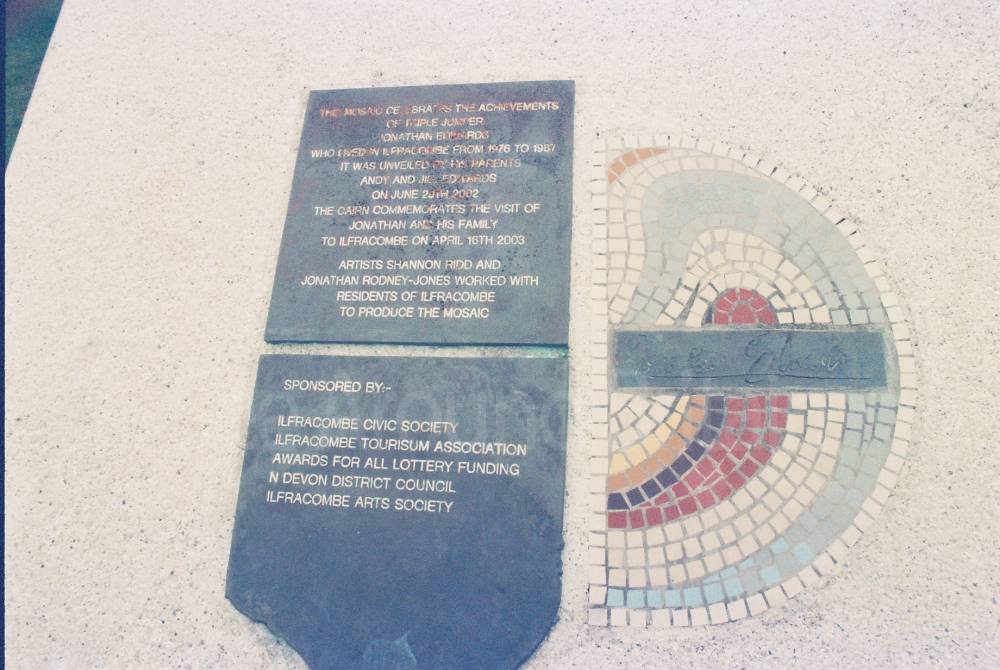 THE MOSAIC CELEBRATES THE ACHIEVEMENTS
OF TRIPLE JUMPER
JONATHAN EDWARDS
WHO LIVED IN ILFRACOMBE FROM 1976 TO 1987
IT WAS UNVEILED BY HIS PARENTS
ANDY AND JILL EDWARDS
ON JUNE 29TH 2002
THE CAIRN COMMEMORATES THE VISIT OF
JONATHAN AND HIS FAMILY
TO ILFRACOMBE ON APRIL 16TH 2003
ARTISTS SHANNON RIDD AND
JONATHAN RODNEY-JONES WORKED WITH
RESIDENTS OF ILFRACOMBE
TO PRODUCE THE MOSAIC
SPONSORED BY:-
ILFRACOMBE CIVIC SOCIETY
ILFRACOMBE TOURISUM ASSOCIATION
AWARDS FOR ALL LOTTERY FUNDING
N DEVON DISTRICT COUNCIL
ILFRACOMBE ARTS SOCIETY